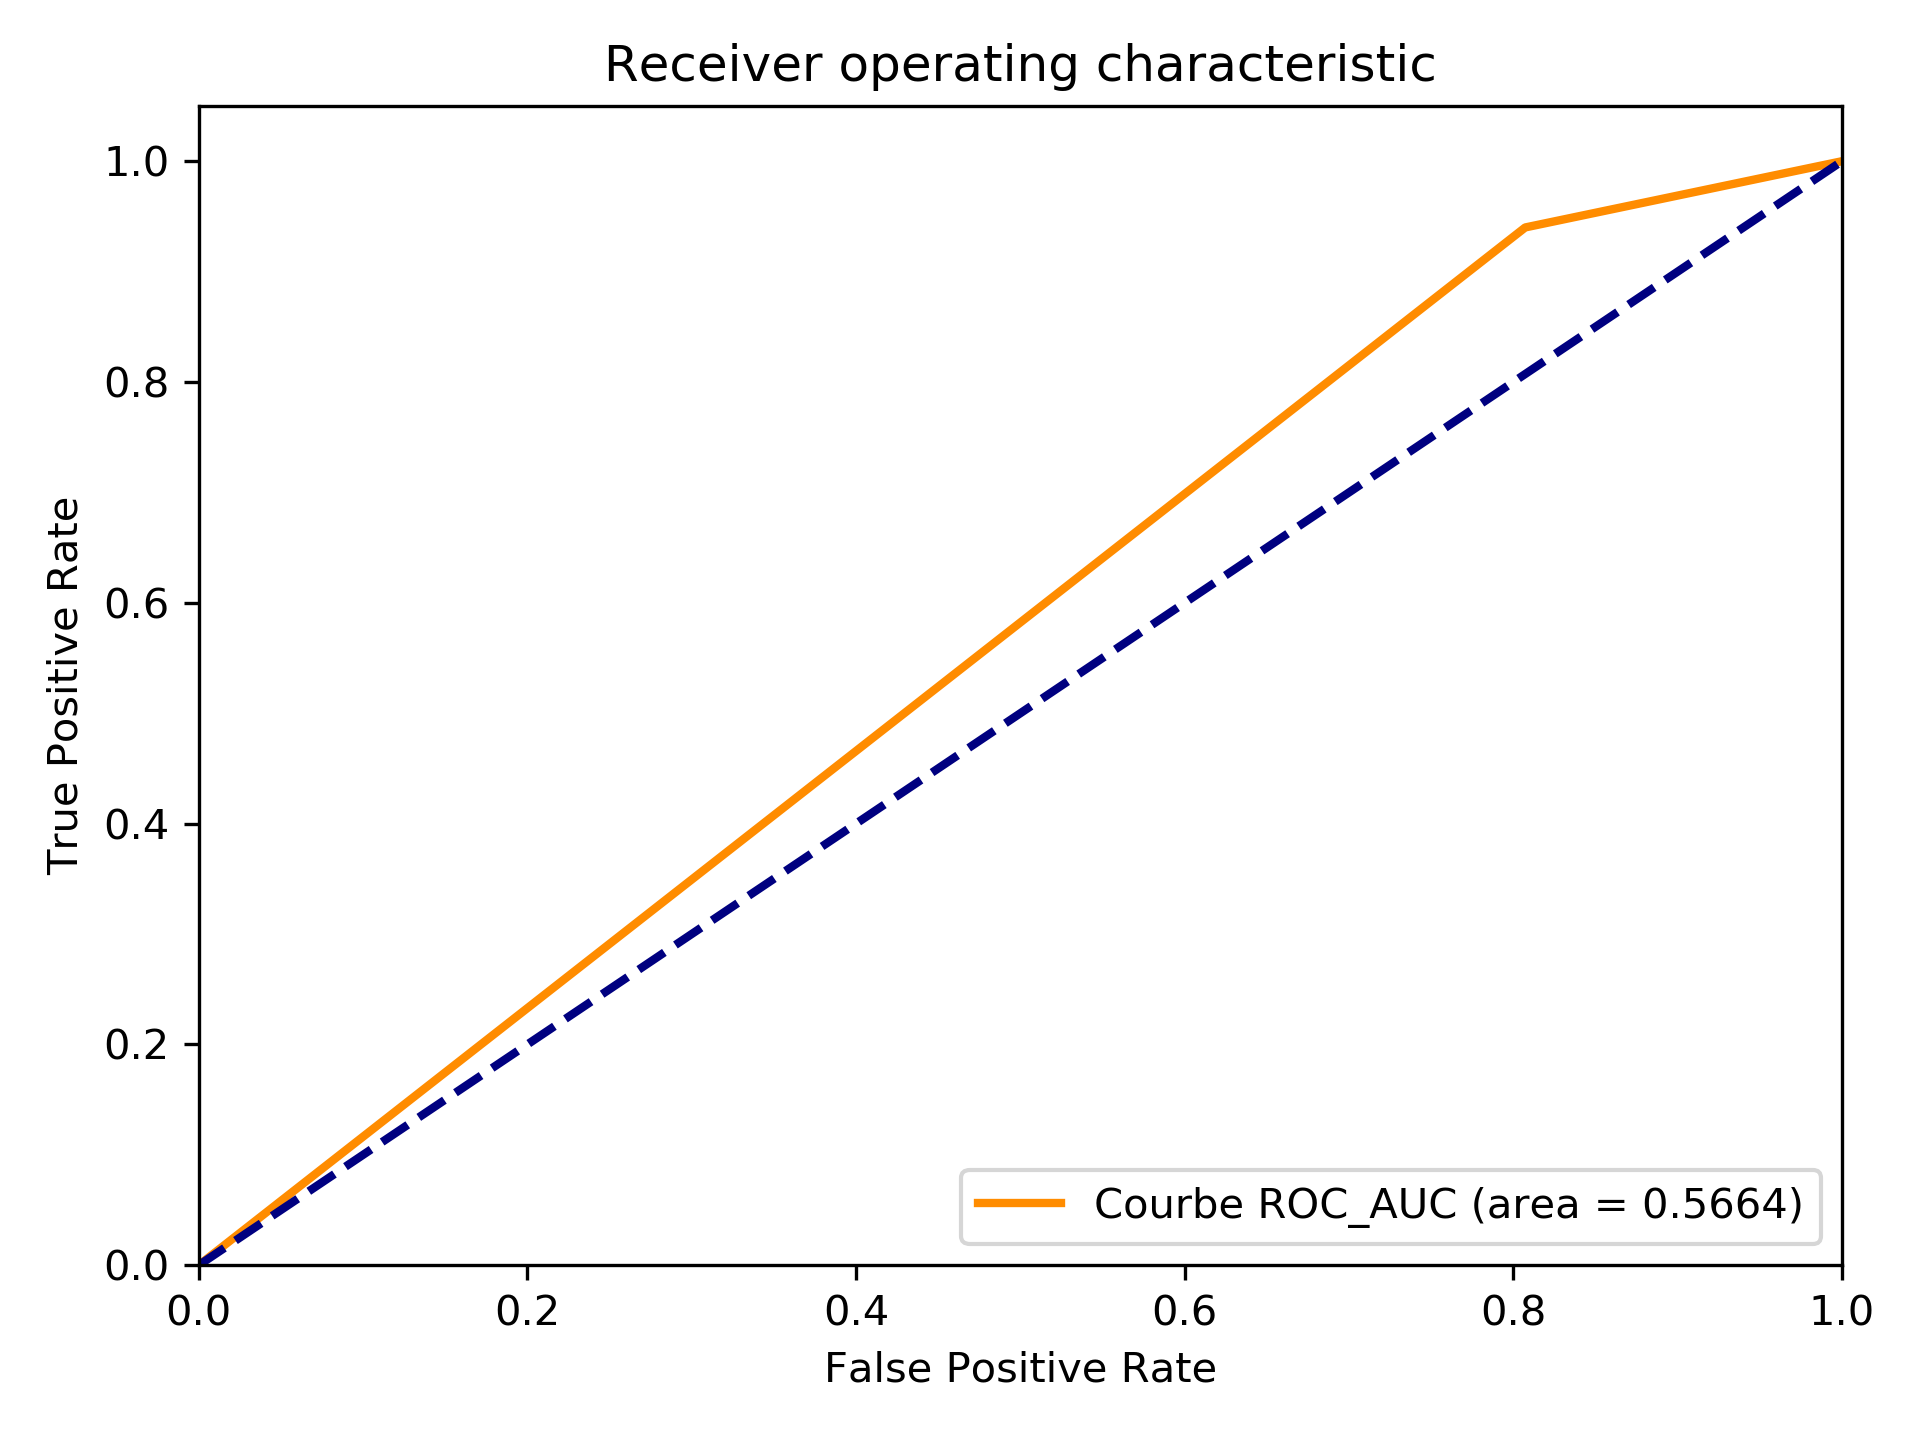 Receiver operating characteristic
True Positive Rate
1.0
0.8
0.6
0.4
0.2
0.0
Courbe ROC_AUC (area = 0.5664)
0.0 0.2 0.4 0.6 0.8 1.0
False Positive Rate